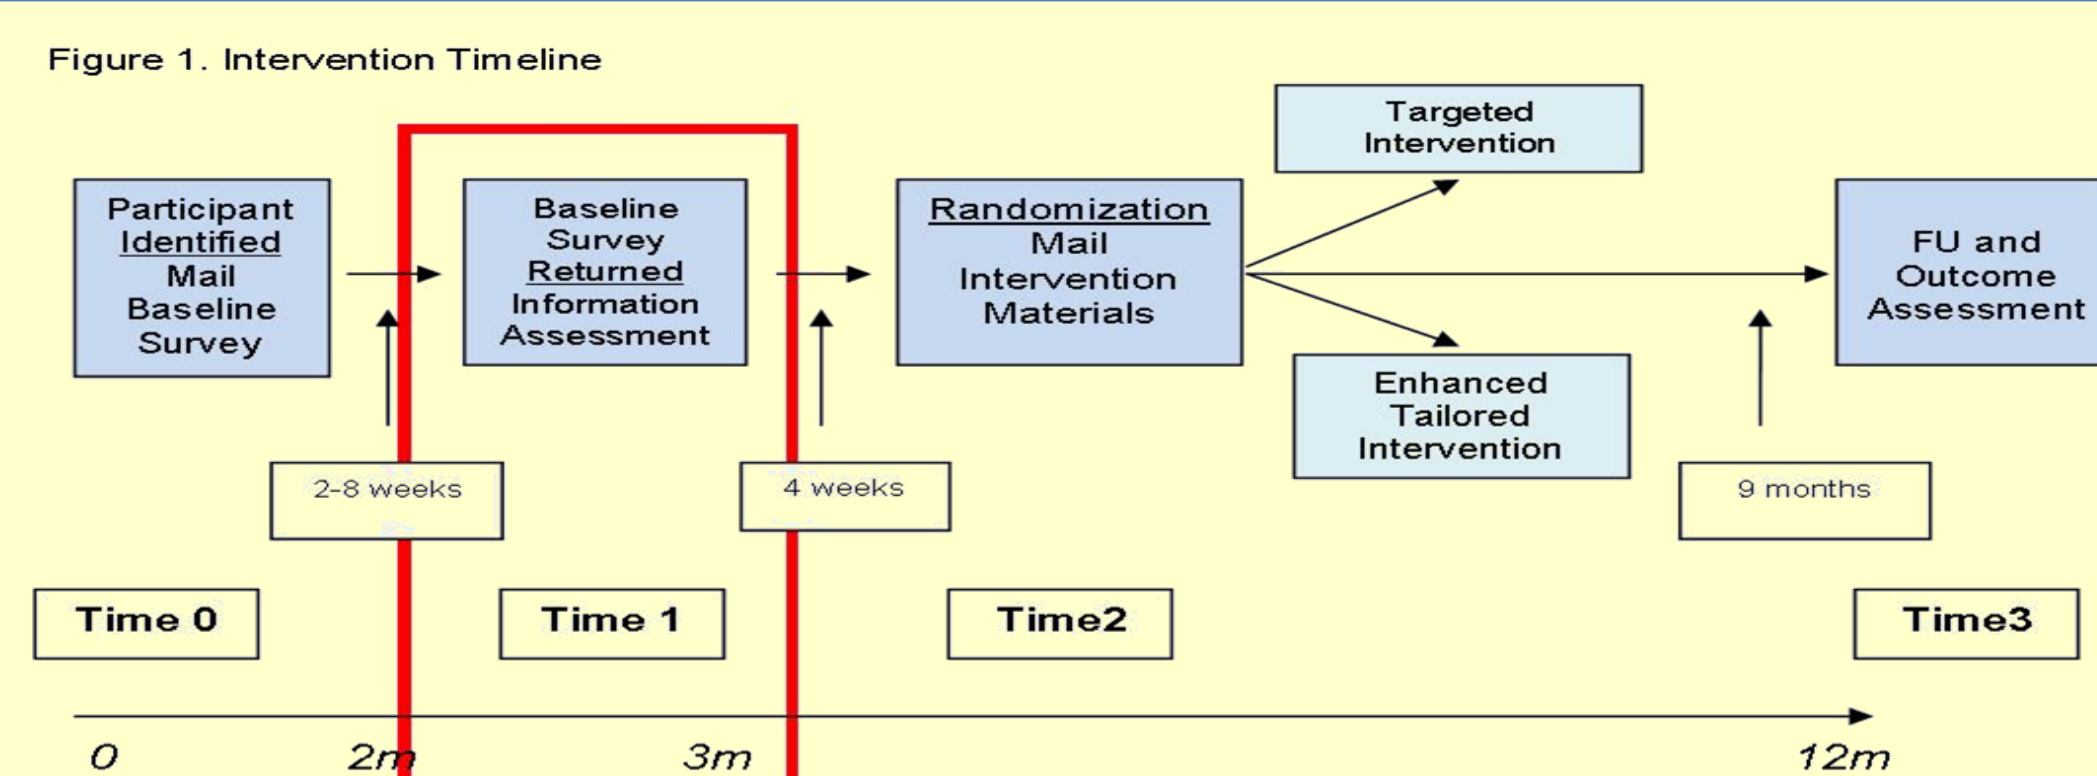 Figure 1. Intervention Timeline
Participant
Identified
Mail
Baseline
Survey
Baseline
Survey
Returned
Information
Assessment
Randomization
Mail
Intervention
Materials
Targeted
Intervention
Enhanced
Tailored
Intervention
FU and
Outcome
Assessment
2-8 weeks
4 weeks
9 months
Time 0
Time 1
Time2
Time3
0
2m
3m
12m